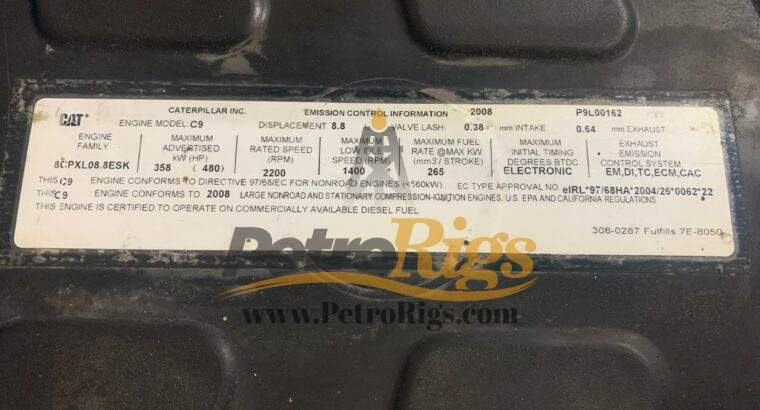 CATERPILLAR INC. EMISSION CONTROL INFORMATION 2008 P9L00162
CAT ENGINE MODEL C9 DISPLACEMENT 8.8 VALVE LASH 0.38 mm INTAKE 0.64 mm EXHAUST
ENGINE FAMILY
8CPXL08.8ESK
MAXIMUM ADVERTISED kW (HP)
358 ( 480)
MAXIMUM RATED SPEED (RPM)
2200
MAXIMUM LOW IDLE SPEED (RPM)
1400
MAXIMUM FUEL RATE @MAX KW (mm3/ STROKE)
265
MAXIMUM INITIAL TIMING DEGREES BTDC
ELECTRONIC
EXHAUST EMISSION CONTROL SYSTEM
EM,DI,TC,ECM,CAC
THIS C9 ENGINE CONFORMS TO DIRECTIVE 97/68/EC FOR NONROAD ENGINES (<560kW). EC TYPE APPROVAL NO eIRL*97/68HA*2004/26*0062*22
THIS C9 ENGINE CONFORMS TO 2008 LARGE NONROAD AND STATIONARY COMPRESSION-IGNITION ENGINES, U.S. EPA AND CALIFORNIA REGULATIONS
THIS ENGINE IS CERTIFIED TO OPERATE ON COMMERCIALLY AVAILABLE DIESEL FUEL
308-0287 Fulfills 7E-8050
PetroRigs
www.PetroRigs.com